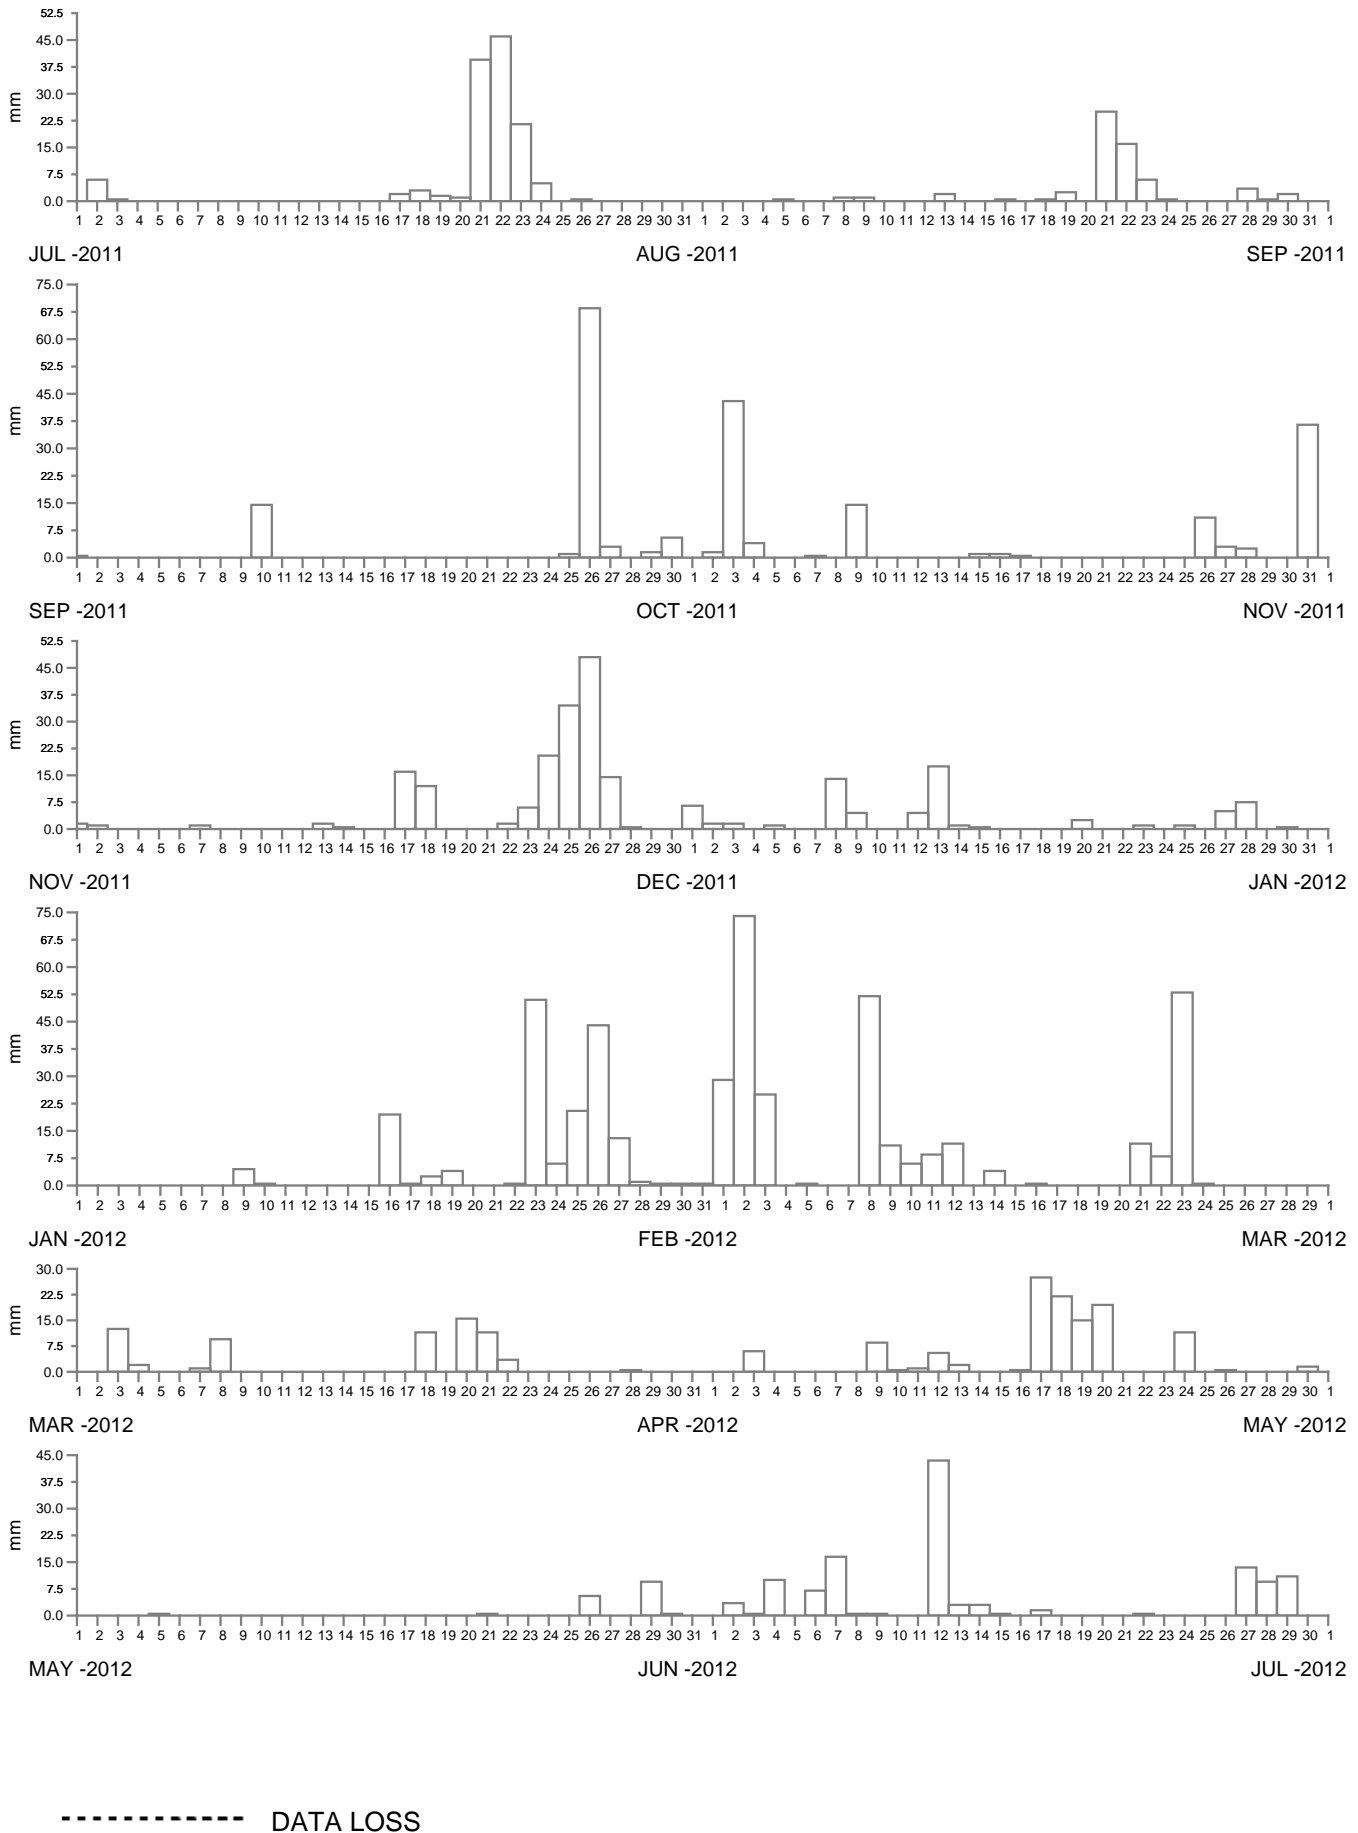 52.5
45.0
37.5
30.0
22.5
15.0
7.5
0.0
mm
1 2 3 4 5 6 7 8 9 10 11 12 13 14 15 16 17 18 19 20 21 22 23 24 25 26 27 28 29 30 31 1 2 3 4 5 6 7 8 9 10 11 12 13 14 15 16 17 18 19 20 21 22 23 24 25 26 27 28 29 30 31 1
JUL -2011 AUG -2011 SEP -2011
75.0
67.5
60.0
52.5
45.0
37.5
30.0
22.5
15.0
7.5
0.0
mm
1 2 3 4 5 6 7 8 9 10 11 12 13 14 15 16 17 18 19 20 21 22 23 24 25 26 27 28 29 30 1 2 3 4 5 6 7 8 9 10 11 12 13 14 15 16 17 18 19 20 21 22 23 24 25 26 27 28 29 30 31 1
SEP -2011 OCT -2011 NOV -2011
52.5
45.0
37.5
30.0
22.5
15.0
7.5
0.0
mm
1 2 3 4 5 6 7 8 9 10 11 12 13 14 15 16 17 18 19 20 21 22 23 24 25 26 27 28 29 30 1 2 3 4 5 6 7 8 9 10 11 12 13 14 15 16 17 18 19 20 21 22 23 24 25 26 27 28 29 30 31 1
NOV -2011 DEC -2011 JAN -2012
75.0
67.5
60.0
52.5
45.0
37.5
30.0
22.5
15.0
7.5
0.0
mm
1 2 3 4 5 6 7 8 9 10 11 12 13 14 15 16 17 18 19 20 21 22 23 24 25 26 27 28 29 30 31 1 2 3 4 5 6 7 8 9 10 11 12 13 14 15 16 17 18 19 20 21 22 23 24 25 26 27 28 29 1
JAN -2012 FEB -2012 MAR -2012
30.0
22.5
15.0
7.5
0.0
mm
1 2 3 4 5 6 7 8 9 10 11 12 13 14 15 16 17 18 19 20 21 22 23 24 25 26 27 28 29 30 31 1 2 3 4 5 6 7 8 9 10 11 12 13 14 15 16 17 18 19 20 21 22 23 24 25 26 27 28 29 30 1
MAR -2012 APR -2012 MAY -2012
45.0
37.5
30.0
22.5
15.0
7.5
0.0
mm
1 2 3 4 5 6 7 8 9 10 11 12 13 14 15 16 17 18 19 20 21 22 23 24 25 26 27 28 29 30 31 1 2 3 4 5 6 7 8 9 10 11 12 13 14 15 16 17 18 19 20 21 22 23 24 25 26 27 28 29 30 1
MAY -2012 JUN -2012 JUL -2012
DATA LOSS